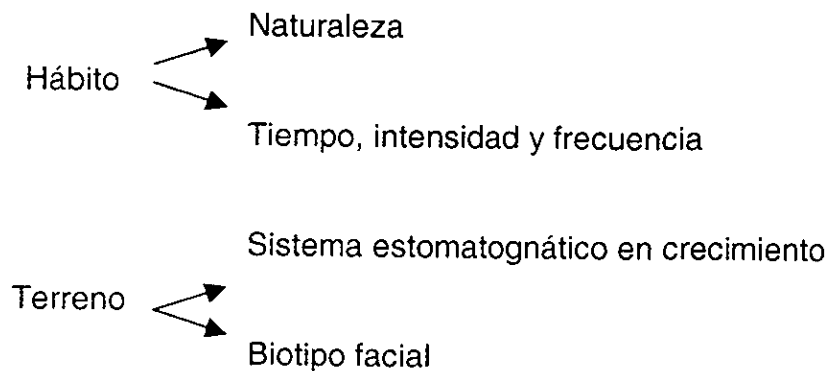 Naturaleza
Hábito
Tiempo, intensidad y frecuencia
Sistema estomatognático en crecimiento
Terreno
Biotipo facial